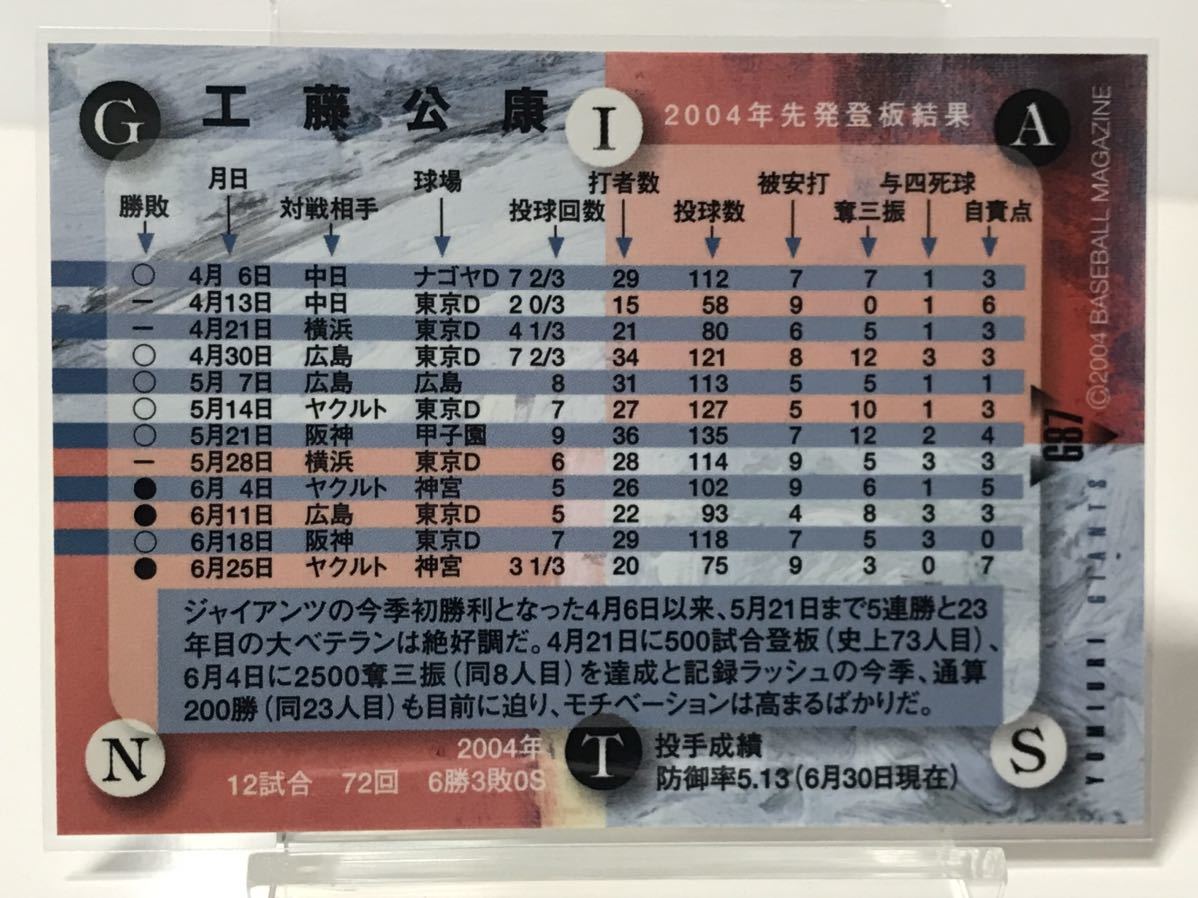 G I A
工藤公康
2004年先発登板結果
勝敗 月日 対戦相手 球場 投球回数 打者数 投球数 被安打 奪三振 与四死球 自責点
○ 4月 6日 中日 ナゴヤD 7 2/3 29 112 7 7 1 3
ー 4月13日 中日 東京D 2 0/3 15 58 9 0 1 6
ー 4月21日 横浜 東京D 4 1/3 21 80 6 5 1 3
○ 4月30日 広島 東京D 7 2/3 34 121 8 12 3 3
○ 5月 7日 広島 広島 8 31 113 5 5 1 1
○ 5月14日 ヤクルト 東京D 7 27 127 5 10 1 3
○ 5月21日 阪神 甲子園 9 36 135 7 12 2 4
ー 5月28日 横浜 東京D 6 28 114 9 5 3 3
● 6月 4日 ヤクルト 神宮 5 26 102 9 6 1 5
● 6月11日 広島 東京D 5 22 93 4 8 3 3
○ 6月18日 阪神 東京D 7 29 118 7 5 3 0
● 6月25日 ヤクルト 神宮 3 1/3 20 75 9 3 0 7
ジャイアンツの今季初勝利となった4月6日以来、5月21日まで5連勝と23
年目の大ベテランは絶好調だ。4月21日に500試合登板(史上73人目)、
6月4日に2500奪三振(同8人目)を達成と記録ラッシュの今季、通算
200勝(同23人目)も目前に迫り、モチベーションは高まるばかりだ。
N T S
2004年 投手成績
12試合 72回 6勝3敗0S 防御率5.13(6月30日現在)
©2004 BASEBALL MAGAZINE
G87
YOMIURI GIANTS